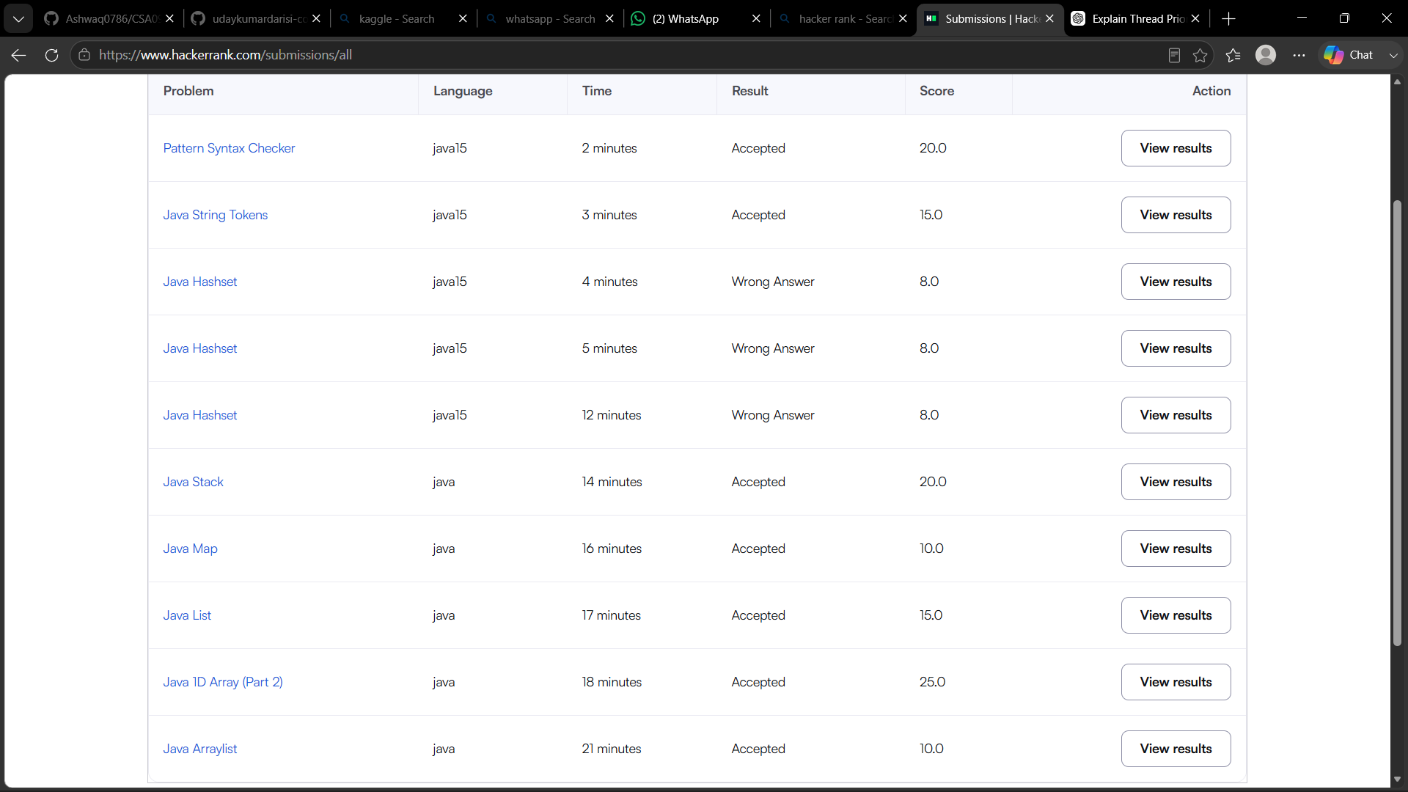 Ashwaq0786/CSA09
udaykumardarisi-co
kaggle - Search
whatsapp - Search
(2) WhatsApp
hacker rank - Search
Submissions | Hacke
Explain Thread Prio
https://www.hackerrank.com/submissions/all
Chat
Problem Language Time Result Score Action
Pattern Syntax Checker java15 2 minutes Accepted 20.0 View results
Java String Tokens java15 3 minutes Accepted 15.0 View results
Java Hashset java15 4 minutes Wrong Answer 8.0 View results
Java Hashset java15 5 minutes Wrong Answer 8.0 View results
Java Hashset java15 12 minutes Wrong Answer 8.0 View results
Java Stack java 14 minutes Accepted 20.0 View results
Java Map java 16 minutes Accepted 10.0 View results
Java List java 17 minutes Accepted 15.0 View results
Java 1D Array (Part 2) java 18 minutes Accepted 25.0 View results
Java Arraylist java 21 minutes Accepted 10.0 View results